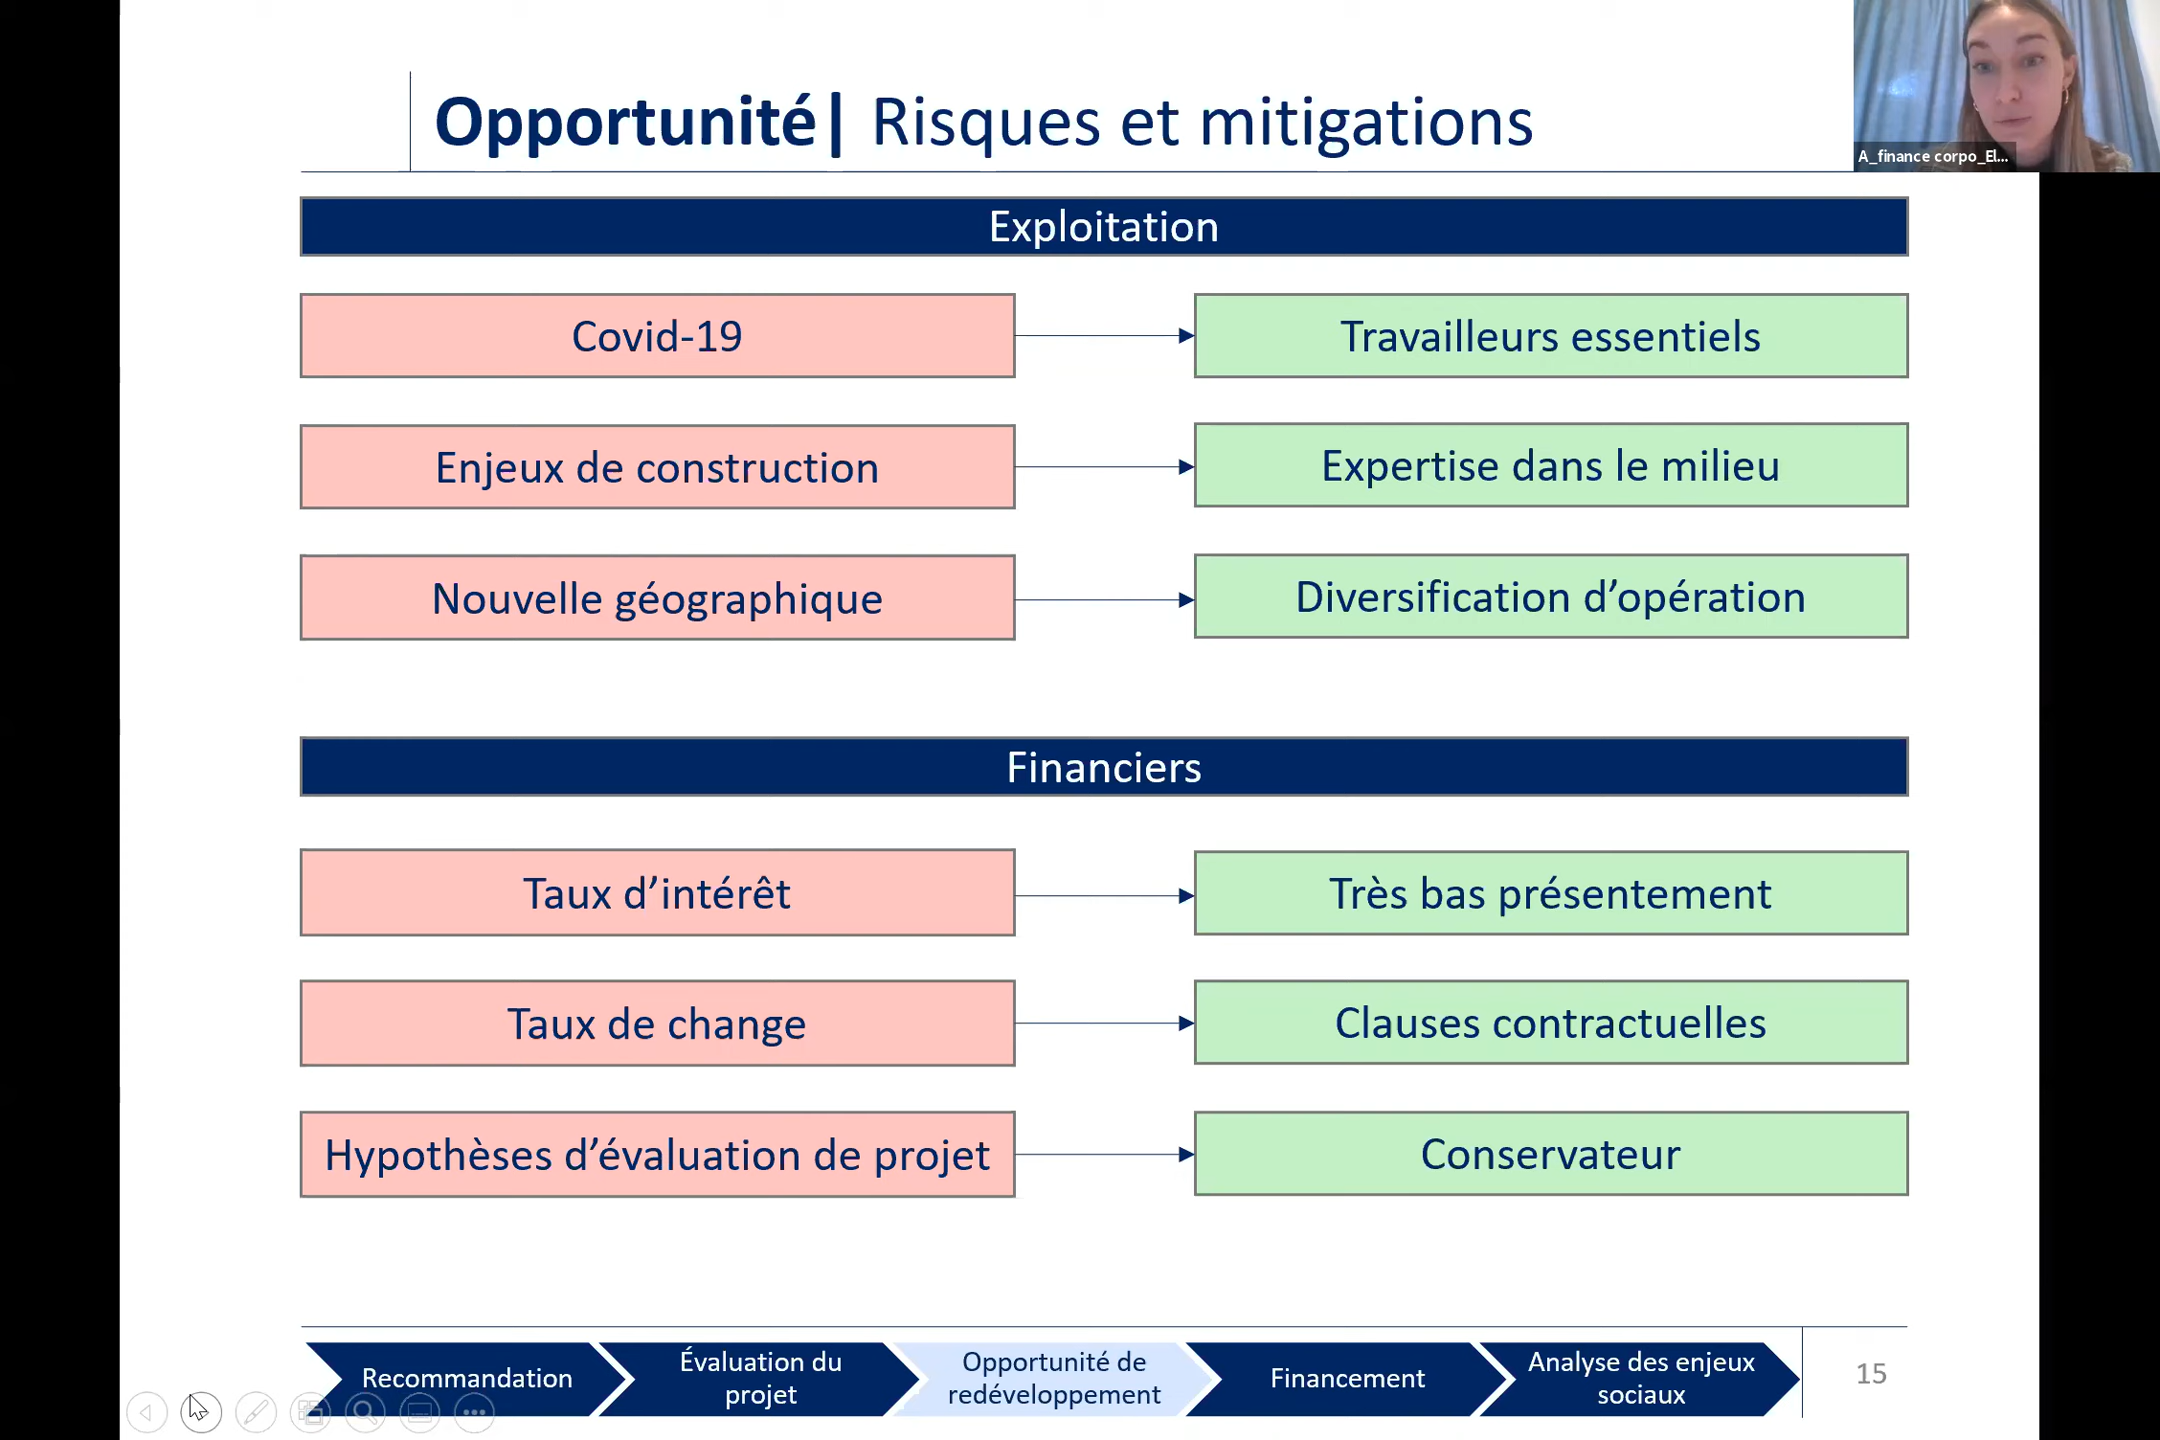 Opportunité| Risques et mitigations
A_finance corpo_El...
Exploitation
Covid-19
Travailleurs essentiels
Enjeux de construction
Expertise dans le milieu
Nouvelle géographique
Diversification d’opération
Financiers
Taux d’intérêt
Très bas présentement
Taux de change
Clauses contractuelles
Hypothèses d’évaluation de projet
Conservateur
Recommandation
Évaluation du
projet
Opportunité de
redéveloppement
Financement
Analyse des enjeux
sociaux
15